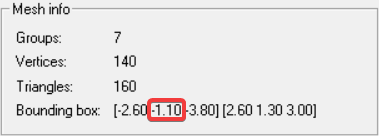 Mesh info
Groups: 7
Vertices: 140
Triangles: 160
Bounding box: [-2.60 -1.10 -3.80] [2.60 1.30 3.00]